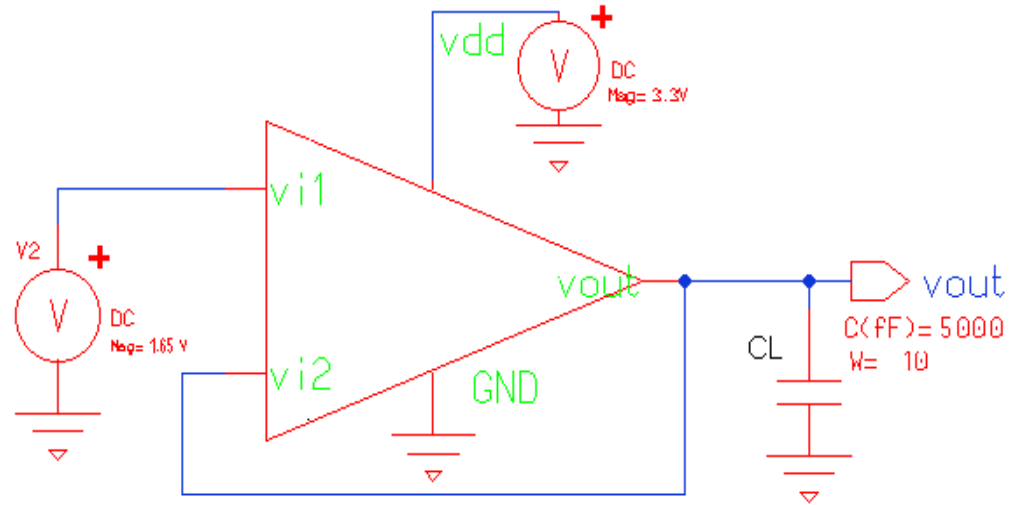 vdd
V
DC
Mag= 3.3V
vi1
V2
V
DC
Mag= 1.65 V
vout
vout
C(fF)=5000
W= 10
CL
vi2
GND